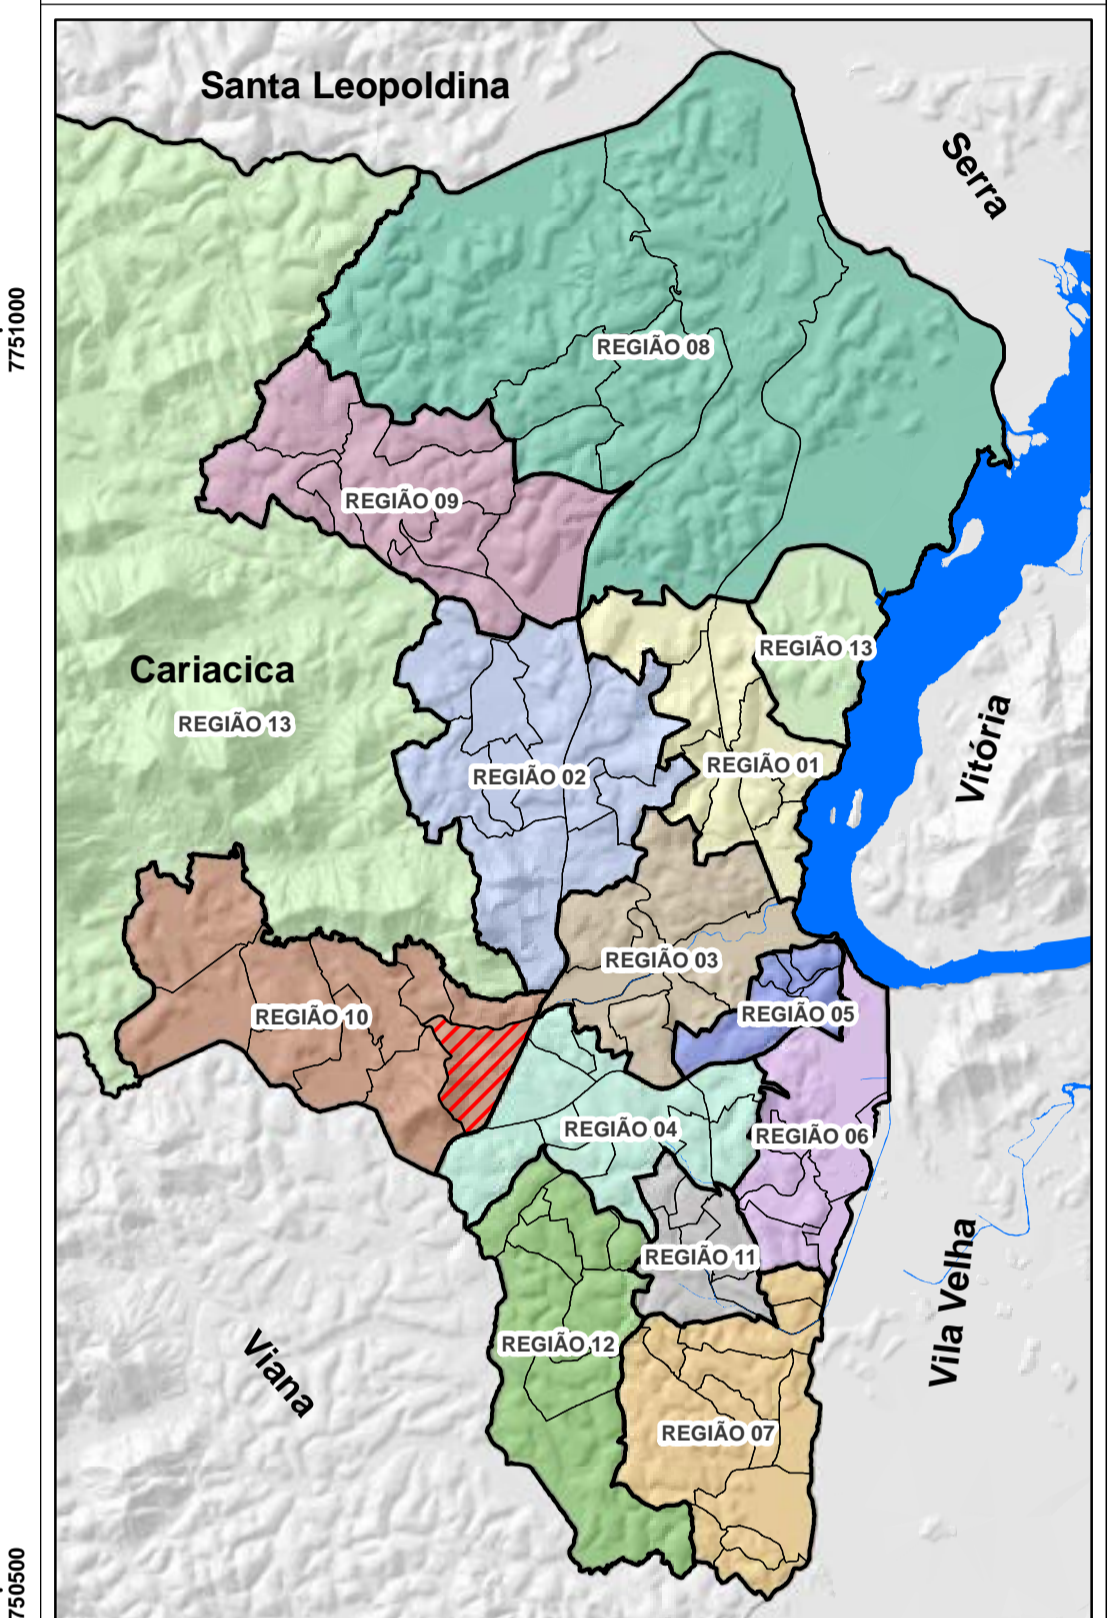 Santa Leopoldina
Serra
7751000
REGIÃO 08
REGIÃO 09
REGIÃO 13
Cariacica
REGIÃO 13
Vitória
REGIÃO 01
REGIÃO 02
REGIÃO 03
REGIÃO 05
REGIÃO 10
REGIÃO 04
REGIÃO 06
REGIÃO 11
Vila Velha
REGIÃO 12
Viana
REGIÃO 07
750500